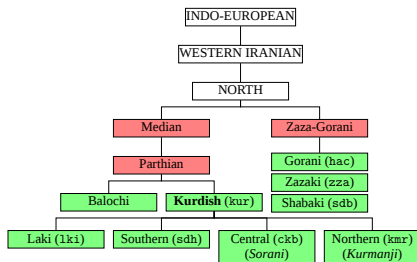 INDO-EUROPEAN
WESTERN IRANIAN
NORTH
Median
Zaza-Gorani
Parthian
Gorani (hac)
Zazaki (zza)
Shabaki (sdb)
Balochi
Kurdish (kur)
Laki (lki)
Southern (sdh)
Central (ckb)
(Sorani)
Northern (kmr)
(Kurmanji)